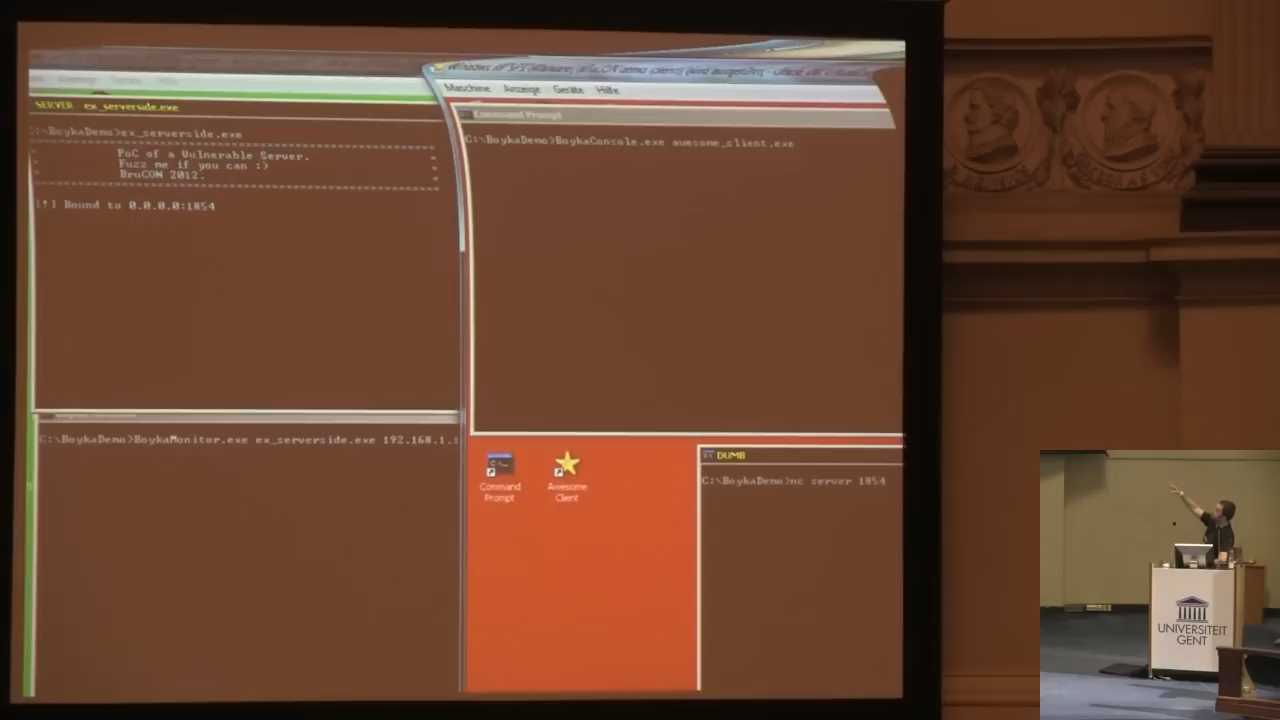 SERVER - ex_serverside.exe
C:\BoykaDemo>ex_serverside.exe
PoC of a Vulnerable Server.
Fuzz me if you can :)
BruCON 2012.
[*] Bound to 0.0.0.0:1854
C:\BoykaDemo>BoykaMonitor.exe ex_serverside.exe 192.168.1.1
Maschine Anzeige Geräte Hilfe
Command Prompt
C:\BoykaDemo>BoykaConsole.exe awesome_client.exe
Command
Prompt
Awesome
Client
DUMB
C:\BoykaDemo>nc server 1854
UNIVERSITEIT
GENT